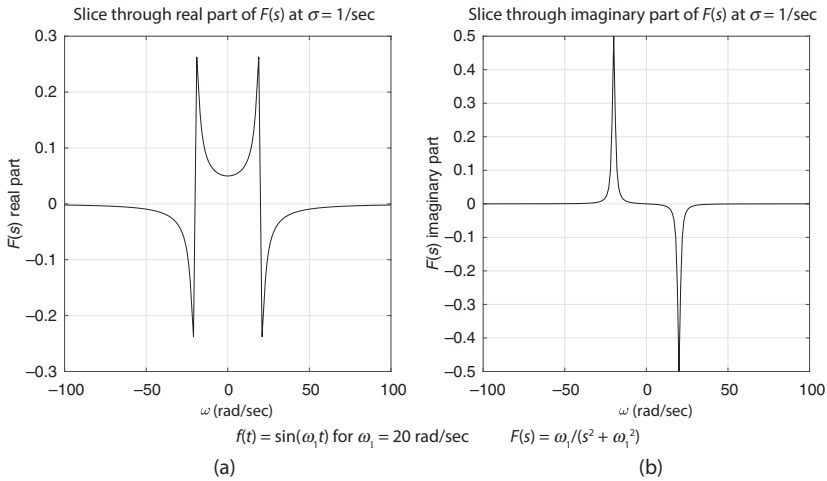 Slice through real part of F(s) at σ = 1/sec
0.3
0.2
0.1
0
−0.1
−0.2
−0.3
F(s) real part
−100
−50
0
50
100
ω (rad/sec)
Slice through imaginary part of F(s) at σ = 1/sec
0.5
0.4
0.3
0.2
0.1
0
−0.1
−0.2
−0.3
−0.4
−0.5
F(s) imaginary part
−100
−50
0
50
100
ω (rad/sec)
f(t) = sin(ω₁t) for ω₁ = 20 rad/sec
F(s) = ω₁/(s² + ω₁²)
(a)
(b)